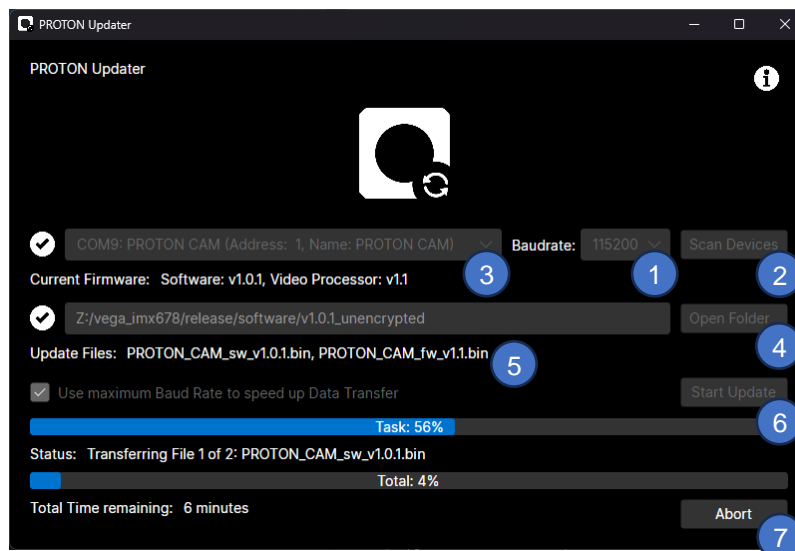 PROTON Updater
PROTON Updater
COM9: PROTON CAM (Address: 1, Name: PROTON CAM) Baudrate: 115200 Scan Devices
3 1 2
Current Firmware: Software: v1.0.1, Video Processor: v1.1
Z:/vega_imx678/release/software/v1.0.1_unencrypted Open Folder
4
Update Files: PROTON_CAM_sw_v1.0.1.bin, PROTON_CAM_fw_v1.1.bin
5
Use maximum Baud Rate to speed up Data Transfer Start Update
6
Task: 56%
Status: Transferring File 1 of 2: PROTON_CAM_sw_v1.0.1.bin
Total: 4%
Total Time remaining: 6 minutes
Abort
7